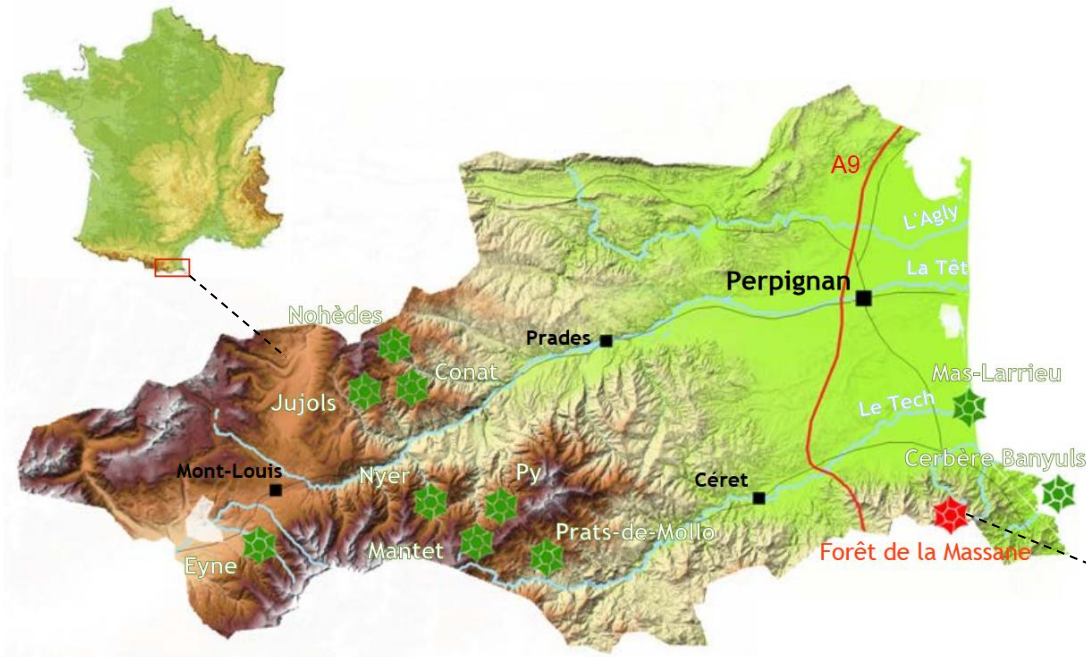 A9
L'Agly
La Têt
Perpignan
Nohèdes
Prades
Conat
Mas-Larrieu
Jujols
Le Tech
Cerbère Banyuls
Mont-Louis
Nyer
Py
Céret
Prats-de-Mollo
Mantet
Forêt de la Massane
Eyne